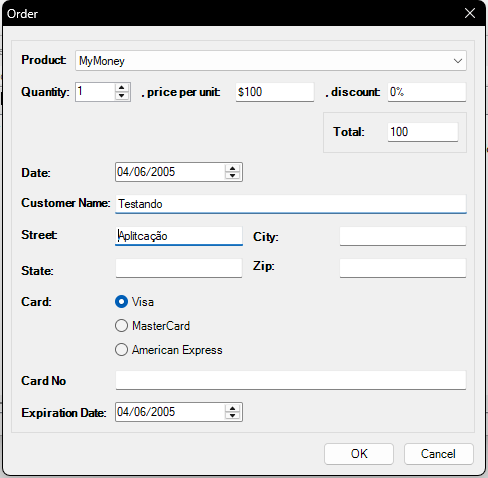 Order
Product: MyMoney
Quantity: 1 , price per unit: $100 , discount: 0%
Total: 100
Date: 04/06/2005
Customer Name: Testando
Street: Aplitcação City:
State: Zip:
Card: Visa
MasterCard
American Express
Card No
Expiration Date: 04/06/2005
OK Cancel